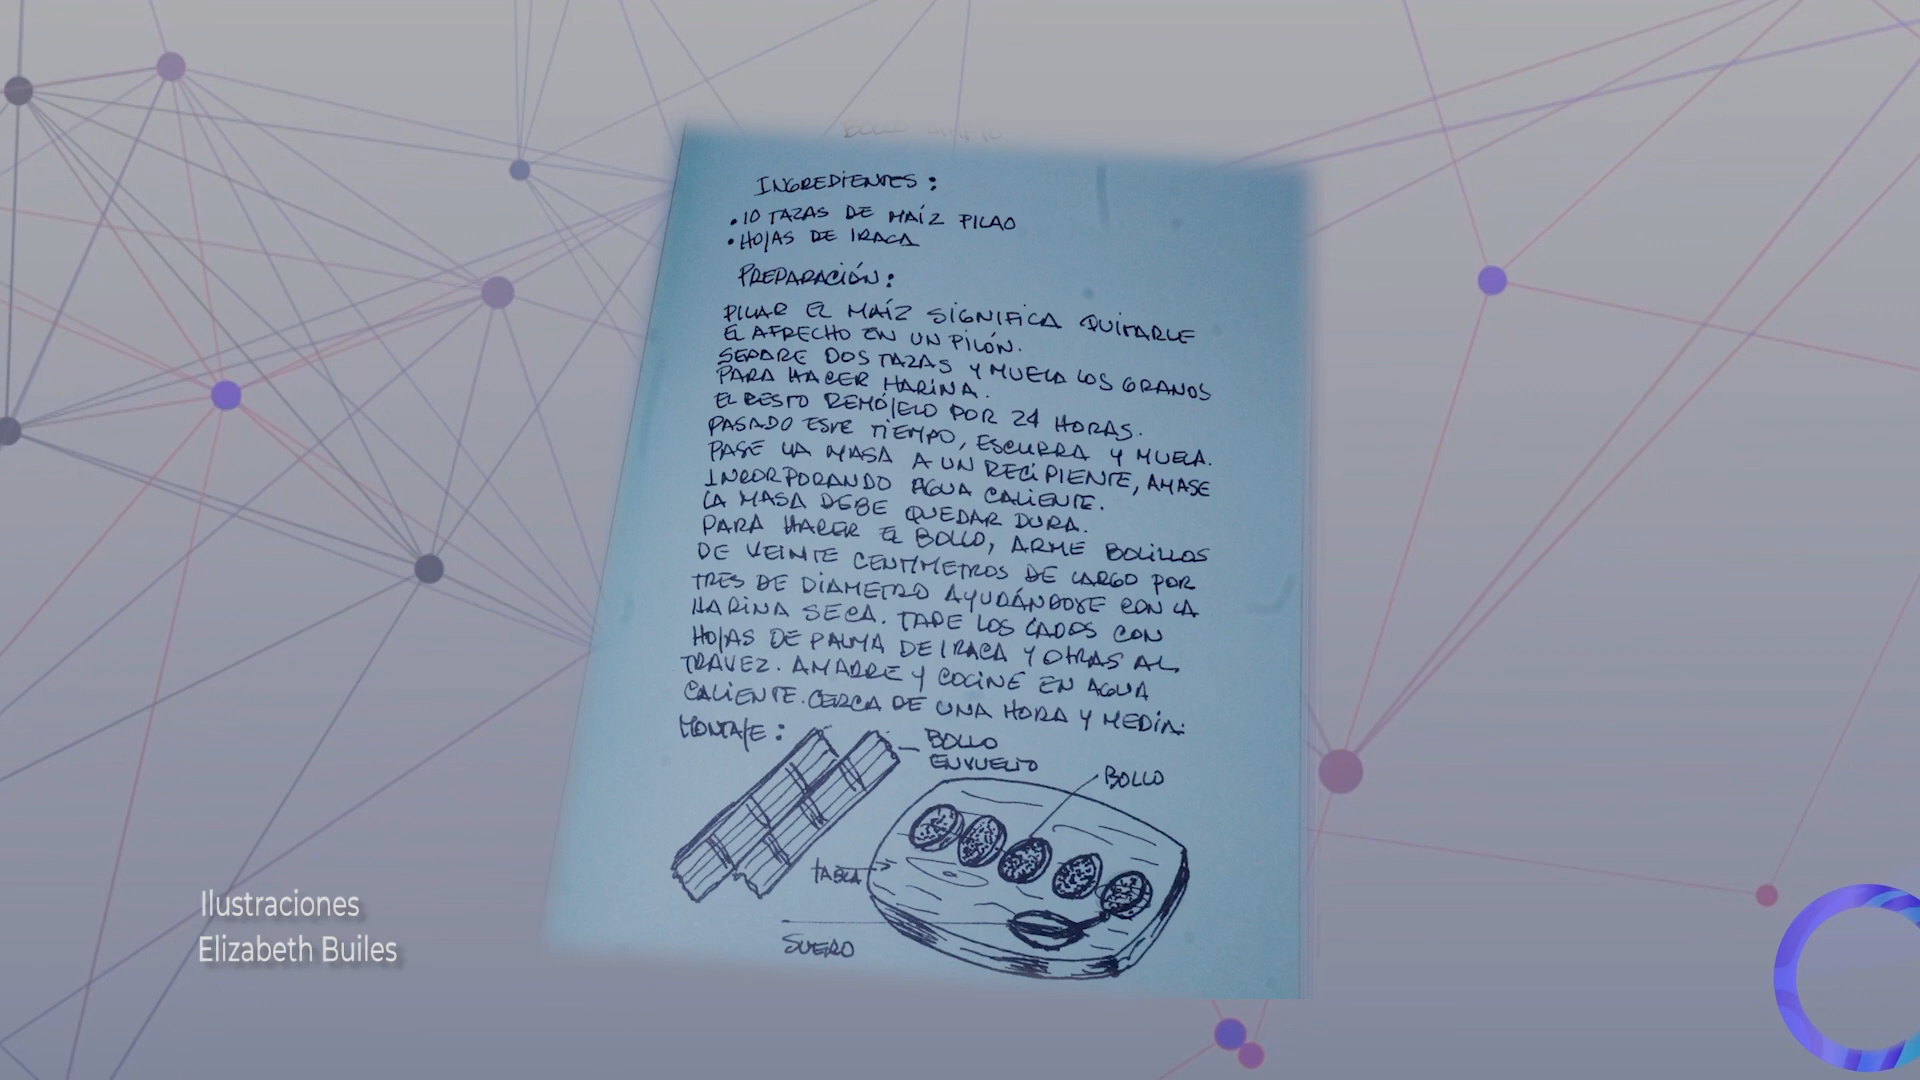 BOLLO LIMPIO
INGREDIENTES:
• 10 TAZAS DE MAÍZ PILAO
• HOJAS DE IRACA
PREPARACIÓN:
PILAR EL MAÍZ SIGNIFICA QUITARLE
EL AFRECHO EN UN PILÓN.
SEPARE DOS TAZAS Y MUELA LOS GRANOS
PARA HACER HARINA.
EL RESTO REMÓJELO POR 24 HORAS.
PASADO ESTE TIEMPO, ESCURRA Y MUELA.
PASE LA MASA A UN RECIPIENTE, AMASE
INCORPORANDO AGUA CALIENTE.
LA MASA DEBE QUEDAR DURA.
PARA HACER EL BOLLO, ARME BOLILLOS
DE VEINTE CENTÍMETROS DE LARGO POR
TRES DE DIAMETRO AYUDÁNDOSE CON LA
HARINA SECA. TAPE LOS LADOS CON
HOJAS DE PALMA DE IRACA Y OTRAS AL
TRAVEZ. AMARRE Y COCINE EN AGUA
CALIENTE. CERCA DE UNA HORA Y MEDIA.
MONTAJE:
BOLLO
ENVUELTO
BOLLO
TABLA
SUERO
Ilustraciones
Elizabeth Builes